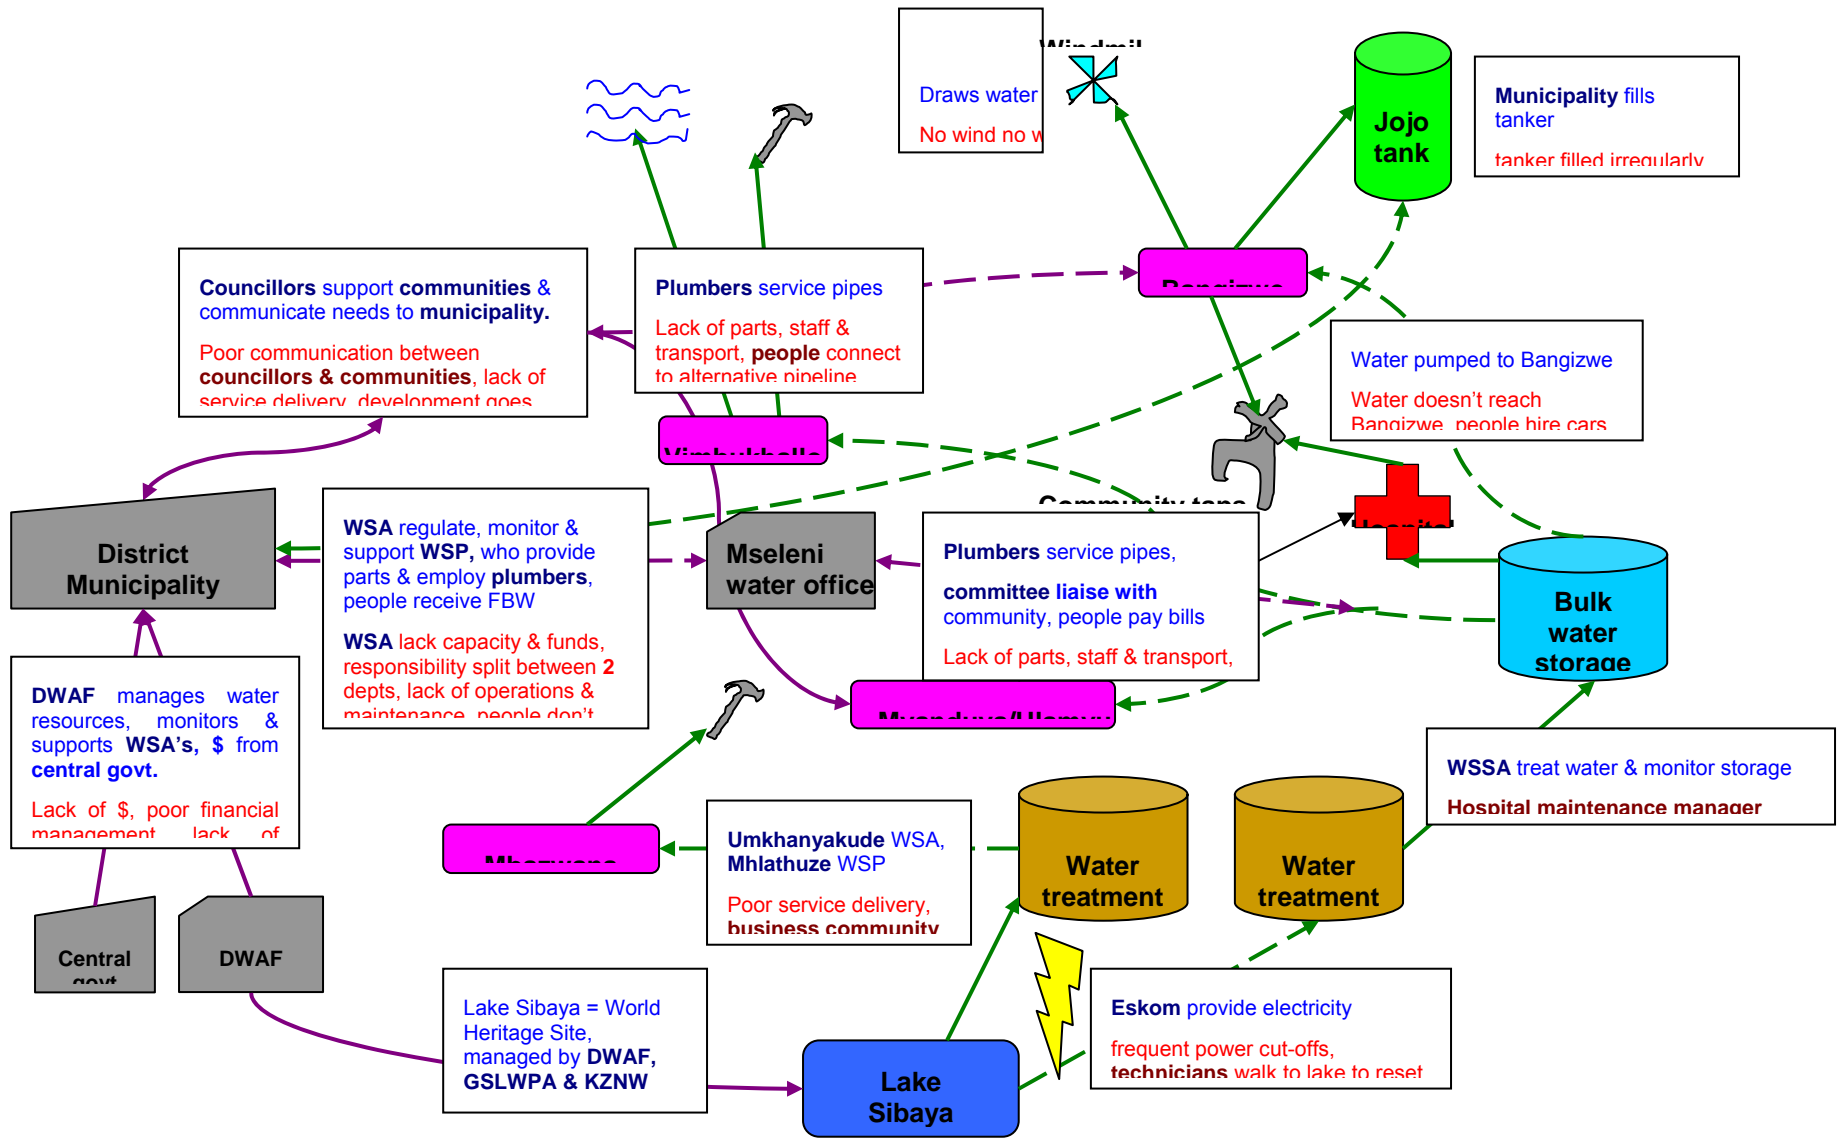 Draws water
No wind no
Jojo
tank
Municipality fills
tanker
tanker filled irregularly
Councillors support communities &
communicate needs to municipality.
Poor communication between
councillors & communities, lack of
service delivery, development goes
Plumbers service pipes
Lack of parts, staff &
transport, people connect
to alternative pipeline
Bangizwe
Water pumped to Bangizwe
Water doesn't reach
Bangizwe, people hire cars
Community taps
Hospital
District
Municipality
WSA regulate, monitor &
support WSP, who provide
parts & employ plumbers,
people receive FBW
WSA lack capacity & funds,
responsibility split between 2
depts, lack of operations &
maintenance, people don't
Mseleni
water office
Plumbers service pipes,
committee liaise with
community, people pay bills
Lack of parts, staff & transport,
Bulk
water
storage
DWAF manages water
resources, monitors &
supports WSA's, $ from
central govt.
Lack of $, poor financial
management, lack of
WSSA treat water & monitor storage
Hospital maintenance manager
Umkhanyakude WSA,
Mhlathuze WSP
Poor service delivery,
business community
Water
treatment
Water
treatment
Central
govt
DWAF
Lake Sibaya = World
Heritage Site,
managed by DWAF,
GSLWPA & KZNW
Lake
Sibaya
Eskom provide electricity
frequent power cut-offs,
technicians walk to lake to reset